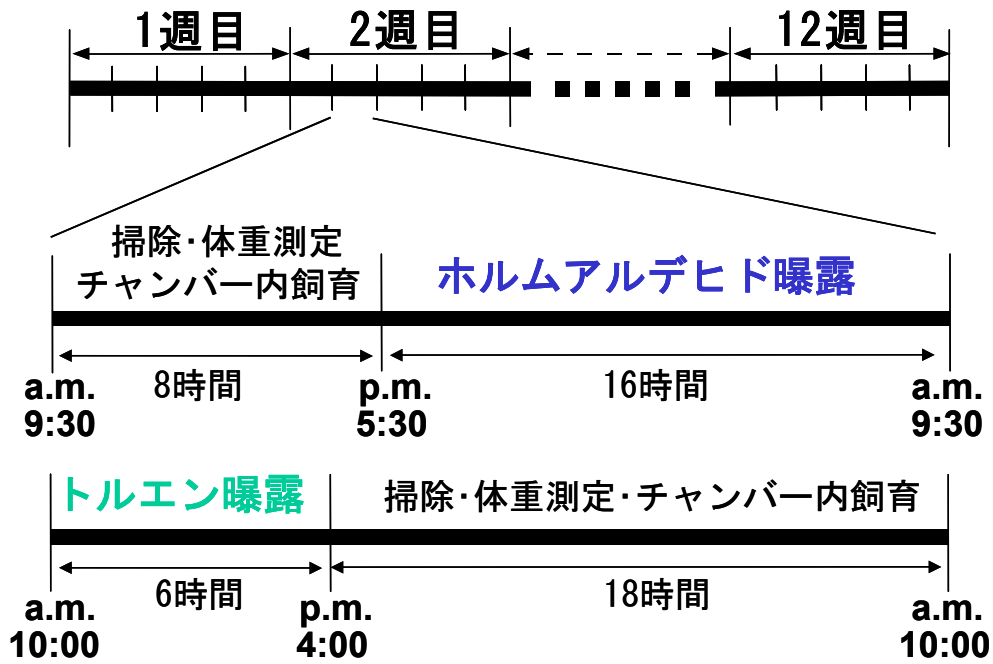 1週目 2週目 12週目
掃除・体重測定
チャンバー内飼育
ホルムアルデヒド曝露
8時間 16時間
a.m. p.m. a.m.
9:30 5:30 9:30
トルエン曝露 掃除・体重測定・チャンバー内飼育
6時間 18時間
a.m. p.m. a.m.
10:00 4:00 10:00